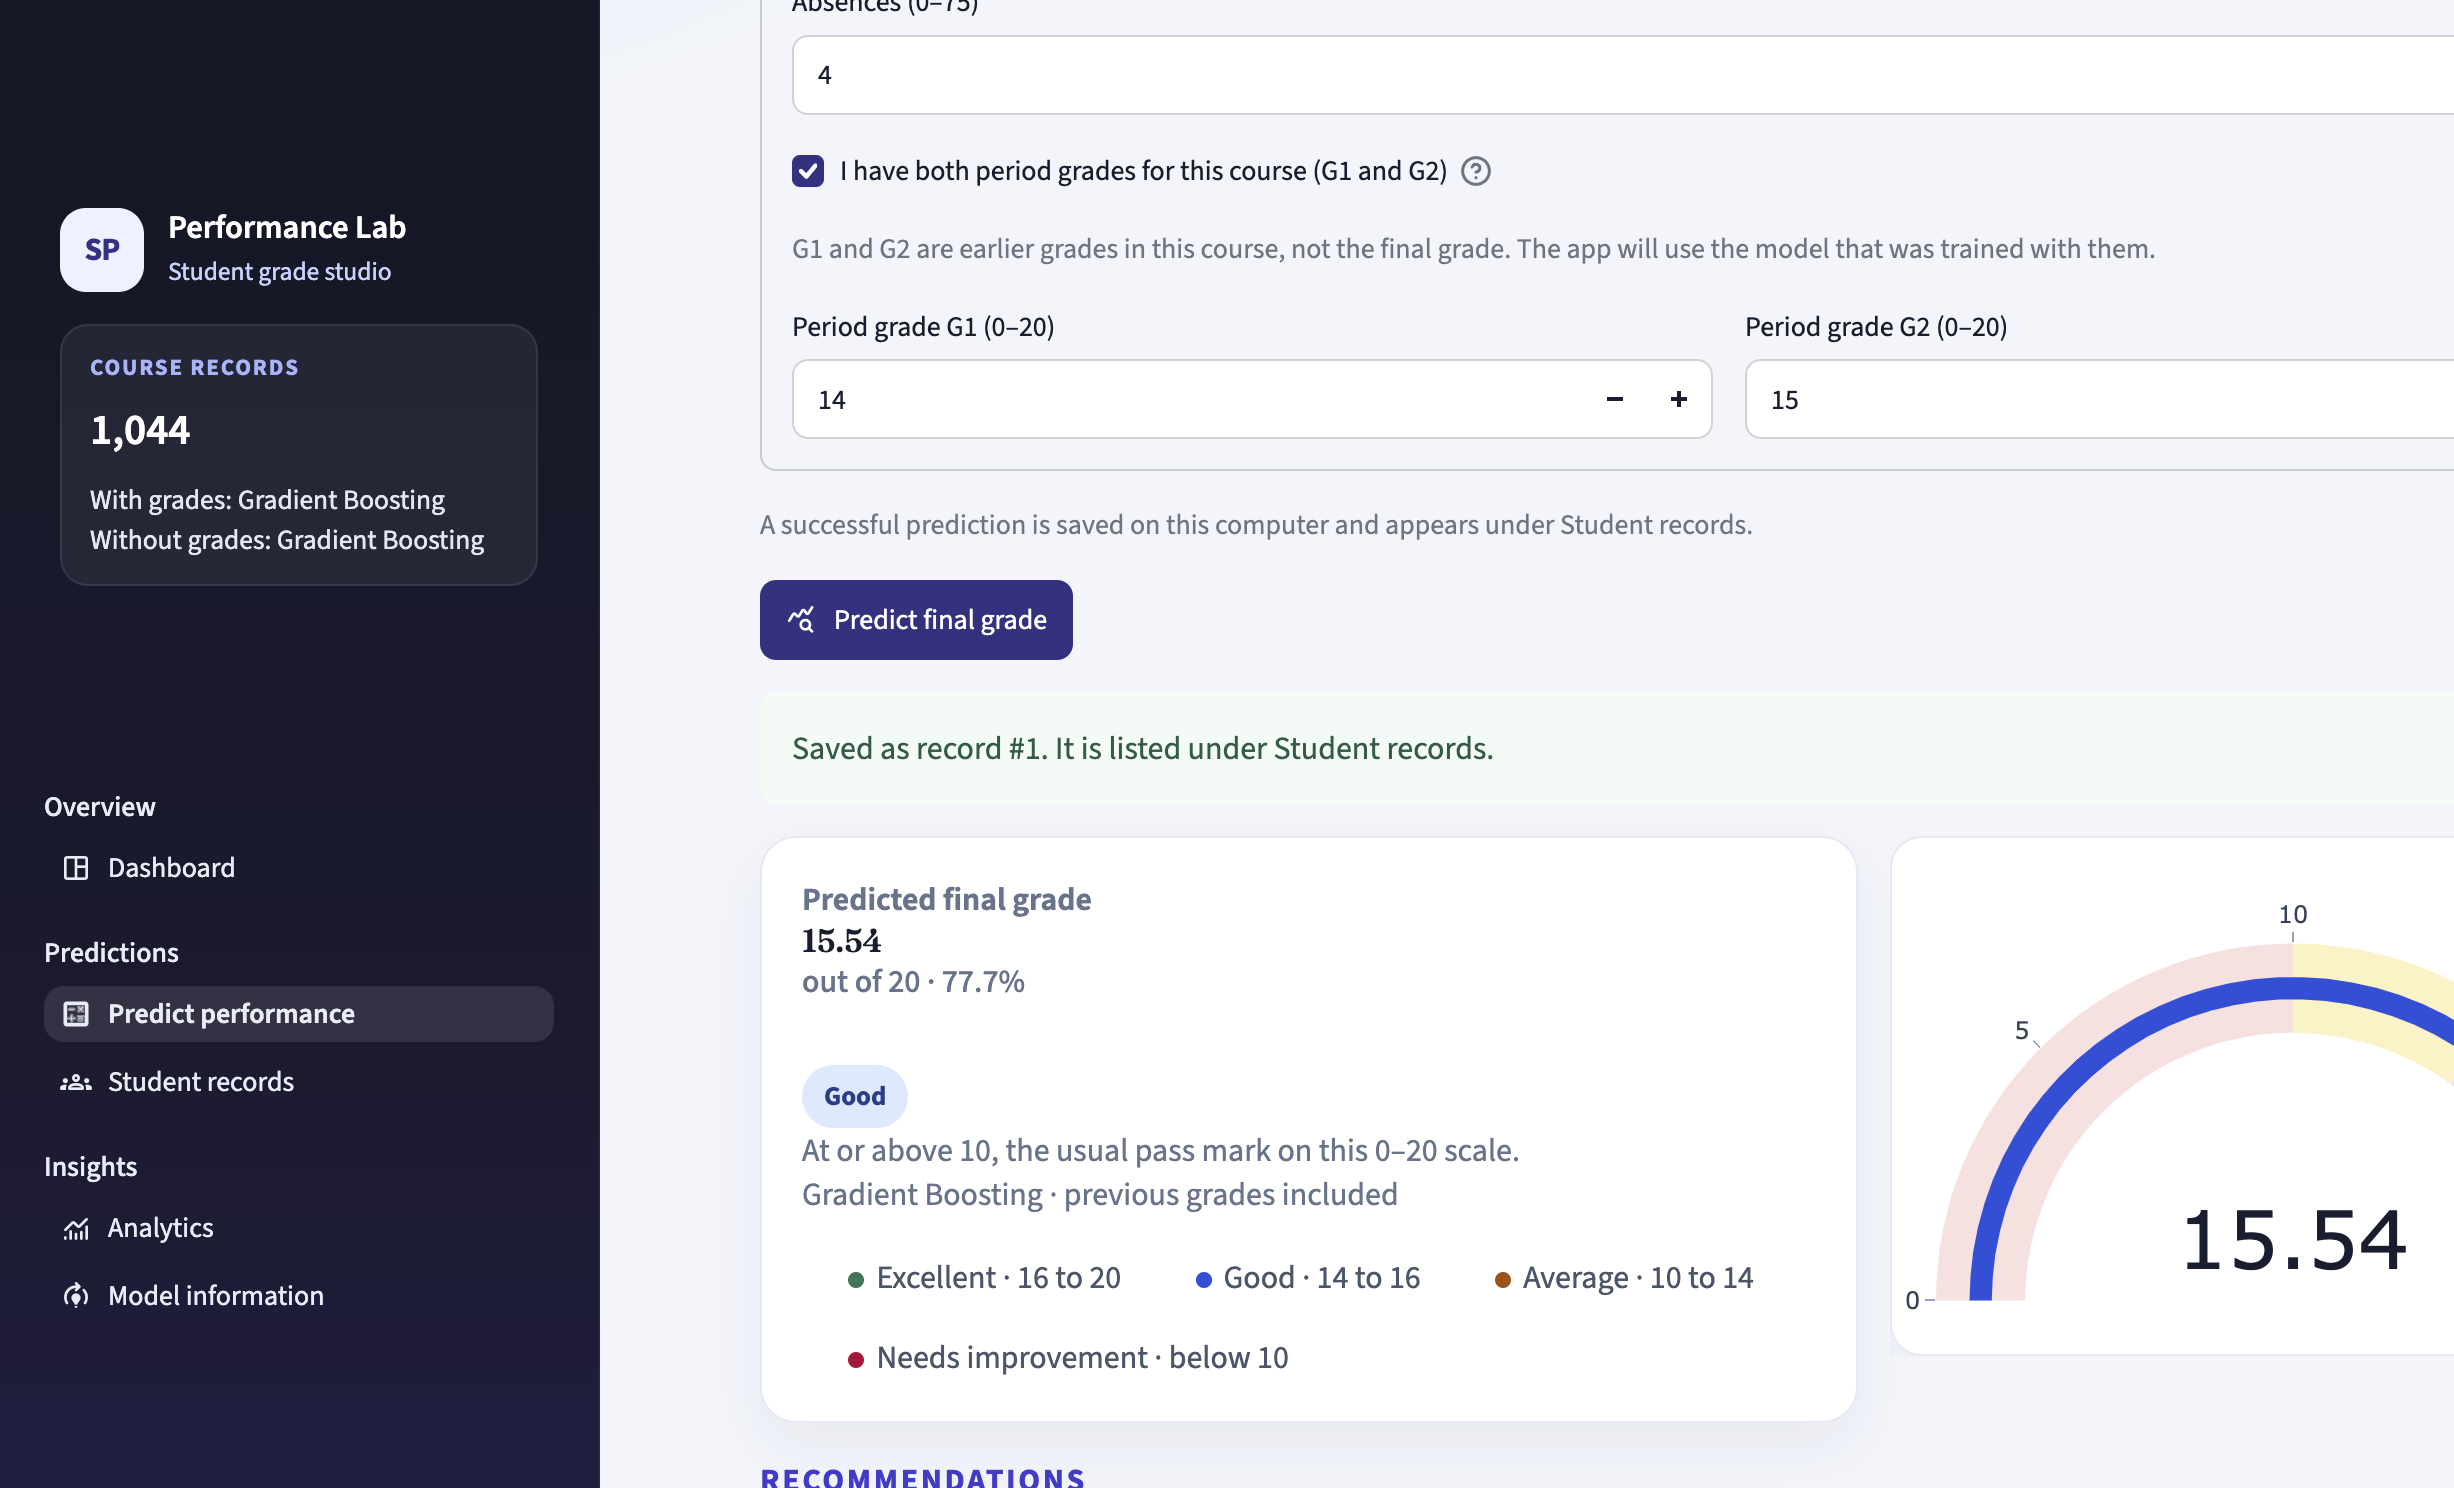 SP
Performance Lab
Student grade studio
COURSE RECORDS
1,044
With grades: Gradient Boosting
Without grades: Gradient Boosting
Overview
Dashboard
Predictions
Predict performance
Student records
Insights
Analytics
Model information
Absences (0–75)
4
I have both period grades for this course (G1 and G2)
G1 and G2 are earlier grades in this course, not the final grade. The app will use the model that was trained with them.
Period grade G1 (0–20)
14
Period grade G2 (0–20)
15
A successful prediction is saved on this computer and appears under Student records.
Predict final grade
Saved as record #1. It is listed under Student records.
Predicted final grade
15.54
out of 20 · 77.7%
Good
At or above 10, the usual pass mark on this 0–20 scale.
Gradient Boosting · previous grades included
Excellent · 16 to 20
Good · 14 to 16
Average · 10 to 14
Needs improvement · below 10
10
5
0
15.54
RECOMMENDATIONS